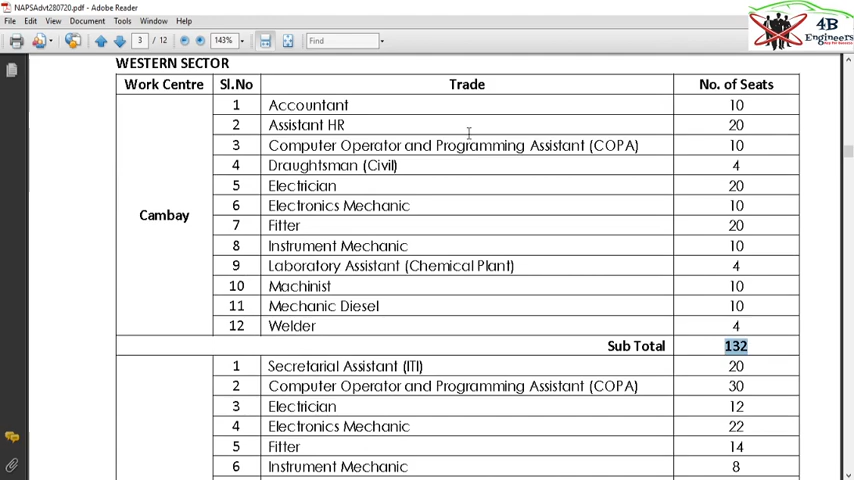 NAPSAdvt280720.pdf - Adobe Reader
File Edit View Document Tools Window Help
3 / 12 143% Find
4B
Engineers
WESTERN SECTOR
Work Centre Sl.No Trade No. of Seats
1 Accountant 10
2 Assistant HR 20
3 Computer Operator and Programming Assistant (COPA) 10
4 Draughtsman (Civil) 4
5 Electrician 20
6 Electronics Mechanic 10
Cambay
7 Fitter 20
8 Instrument Mechanic 10
9 Laboratory Assistant (Chemical Plant) 4
10 Machinist 10
11 Mechanic Diesel 10
12 Welder 4
Sub Total 132
1 Secretarial Assistant (ITI) 20
2 Computer Operator and Programming Assistant (COPA) 30
3 Electrician 12
4 Electronics Mechanic 22
5 Fitter 14
6 Instrument Mechanic 8